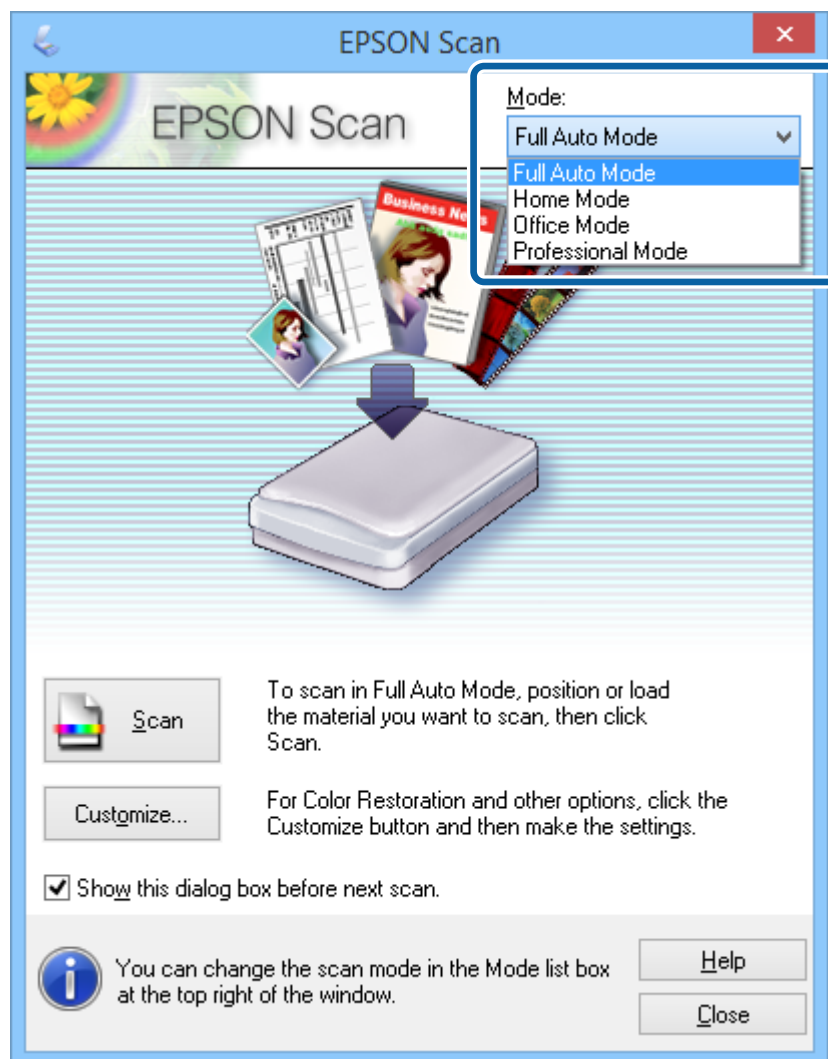 EPSON Scan
EPSON Scan
Mode:
Full Auto Mode
Full Auto Mode
Home Mode
Office Mode
Professional Mode
Business Ne
Scan
To scan in Full Auto Mode, position or load
the material you want to scan, then click
Scan.
Customize...
For Color Restoration and other options, click the
Customize button and then make the settings.
Show this dialog box before next scan.
You can change the scan mode in the Mode list box
at the top right of the window.
Help
Close